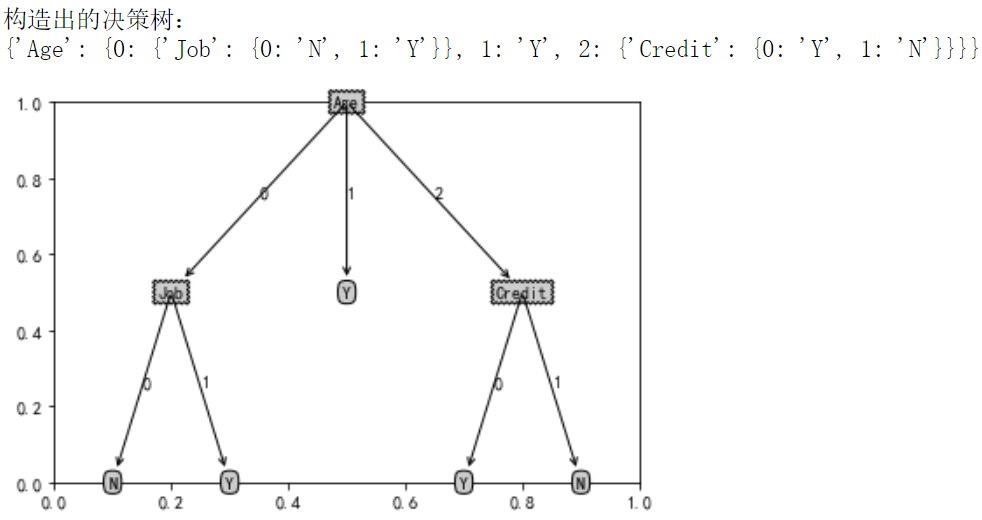 构造出的决策树:
{'Age': {0: {'Job': {0: 'N', 1: 'Y'}}, 1: 'Y', 2: {'Credit': {0: 'Y', 1: 'N'}}}}
1.0
Age
0.8
0 1 2
0.6
Job Y Credit
0.4
0 1 0 1
0.2
0.0 N Y Y N
0.0 0.2 0.4 0.6 0.8 1.0